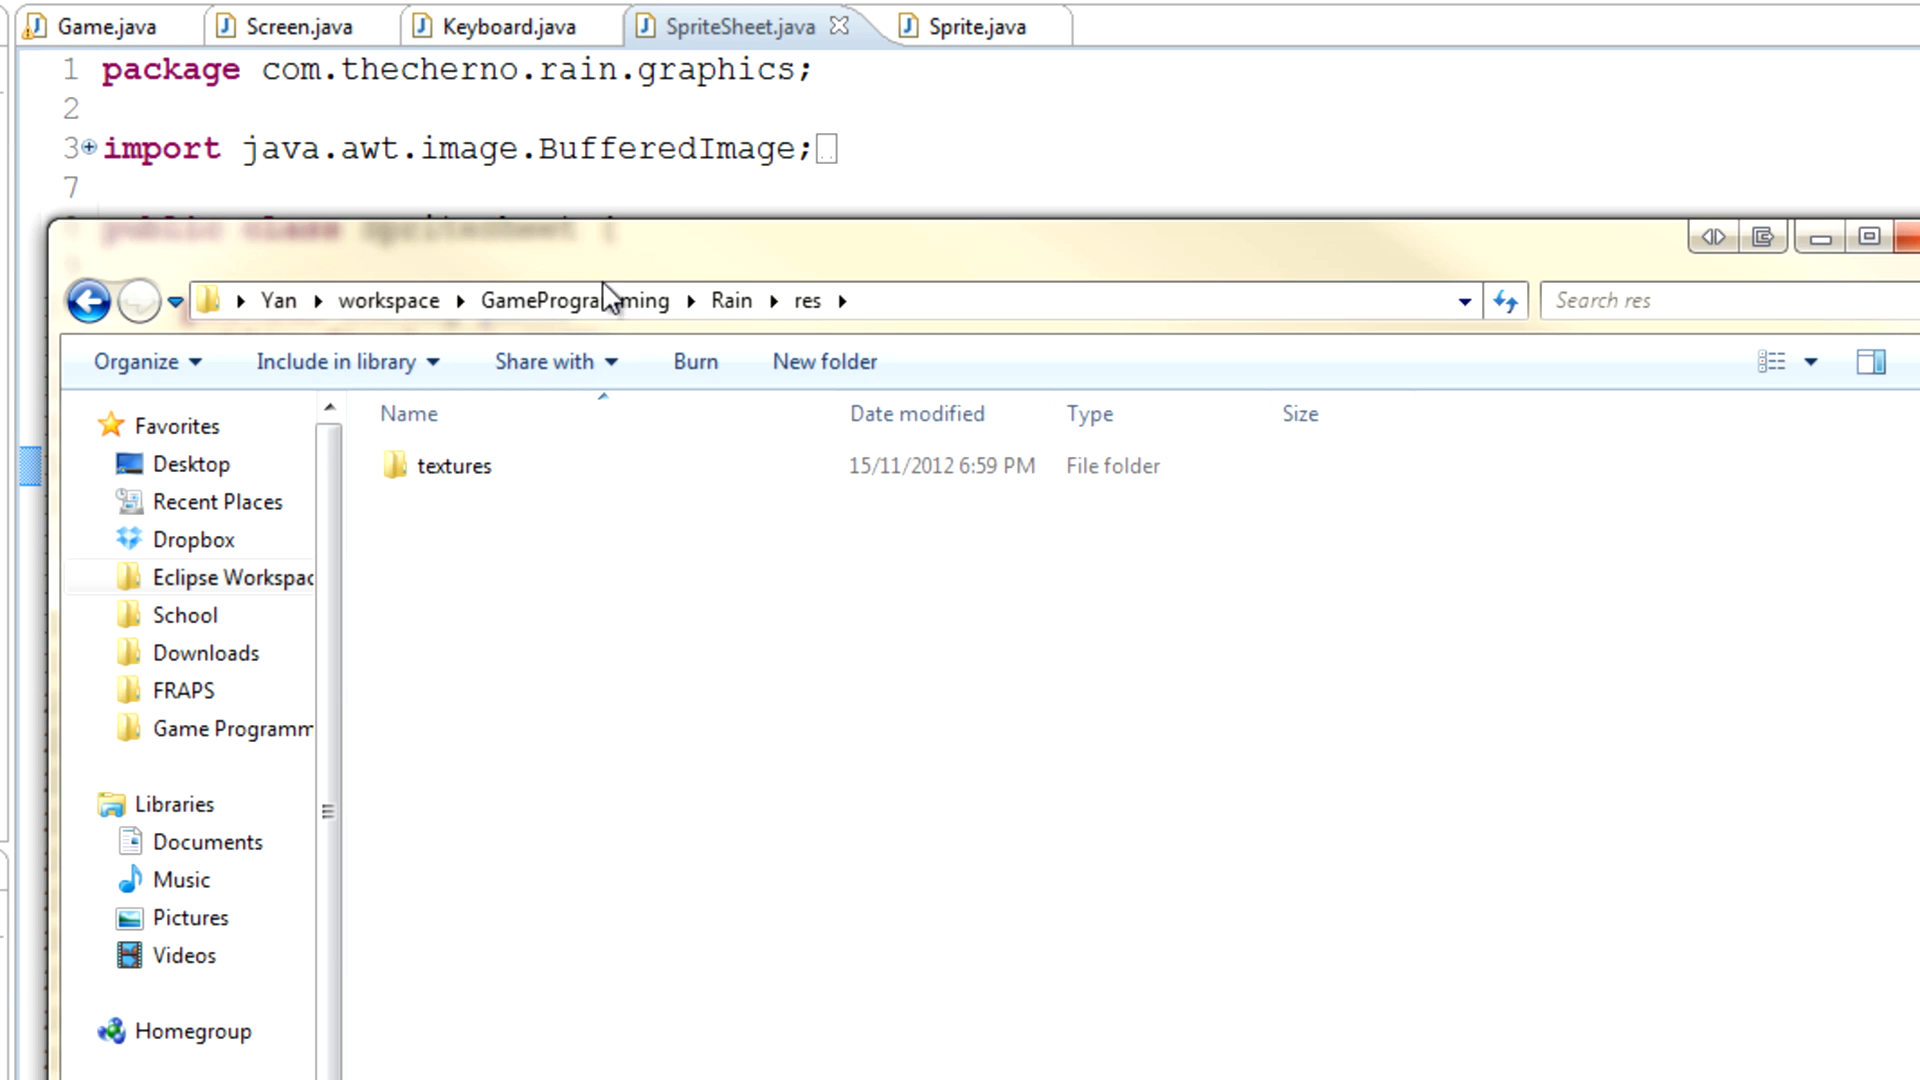 Game.java
Screen.java
Keyboard.java
SpriteSheet.java
Sprite.java
1 package com.thecherno.rain.graphics;
2
3 import java.awt.image.BufferedImage;
7
public class SpriteSheet {
Yan
workspace
GameProgramming
Rain
res
Search res
Organize
Include in library
Share with
Burn
New folder
Name
Date modified
Type
Size
textures
15/11/2012 6:59 PM
File folder
Favorites
Desktop
Recent Places
Dropbox
Eclipse Workspac
School
Downloads
FRAPS
Game Programm
Libraries
Documents
Music
Pictures
Videos
Homegroup